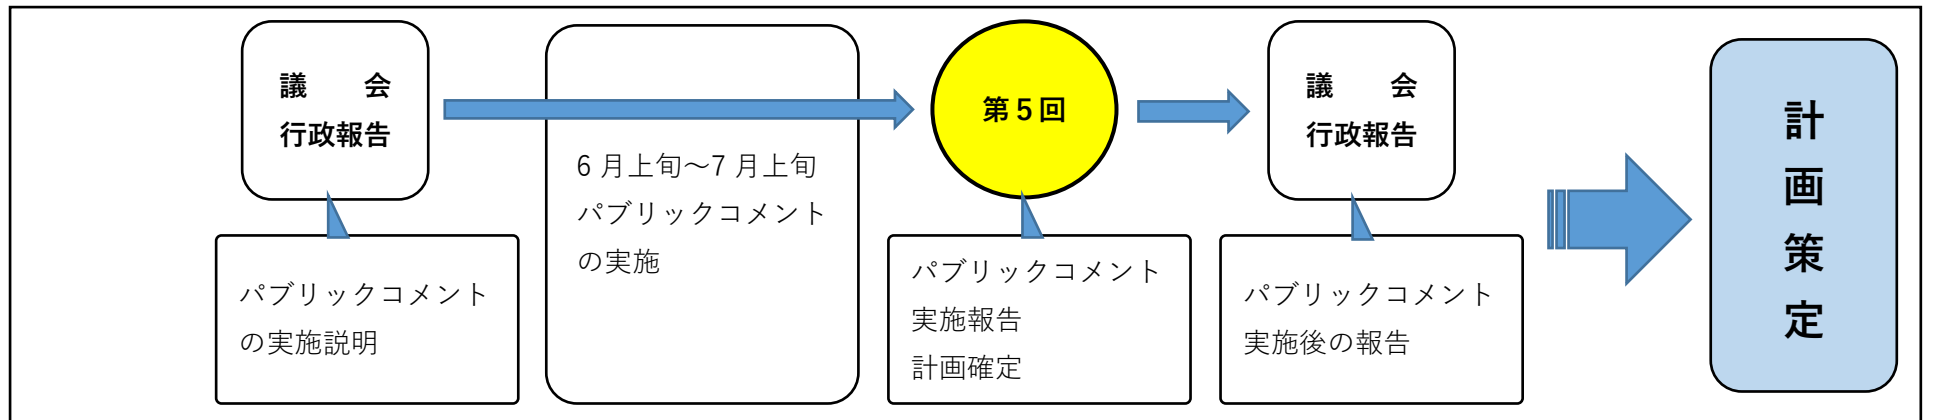 議　　会
行政報告
パブリックコメント
の実施説明
6 月上旬～7 月上旬
パブリックコメント
の実施
第５回
パブリックコメント
実施報告
計画確定
議　　会
行政報告
パブリックコメント
実施後の報告
計画策定